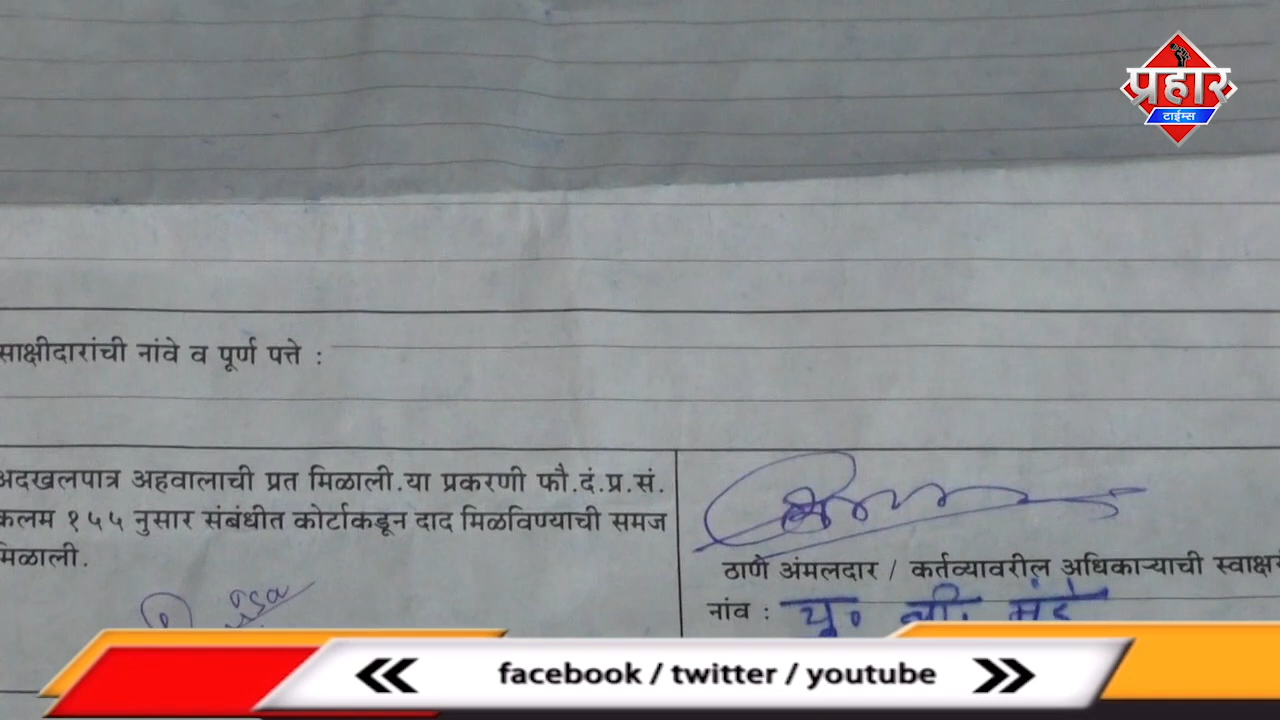 प्रहार
टाईम्स
साक्षीदारांची नांवे व पूर्ण पत्ते :
अदखलपात्र अहवालाची प्रत मिळाली.या प्रकरणी फौ.दं.प्र.सं.
कलम १५५ नुसार संबंधीत कोर्टाकडून दाद मिळविण्याची समज
मिळाली.
ठाणे अंमलदार / कर्तव्यावरील अधिकाऱ्याची
नांव : यू.
facebook / twitter / youtube